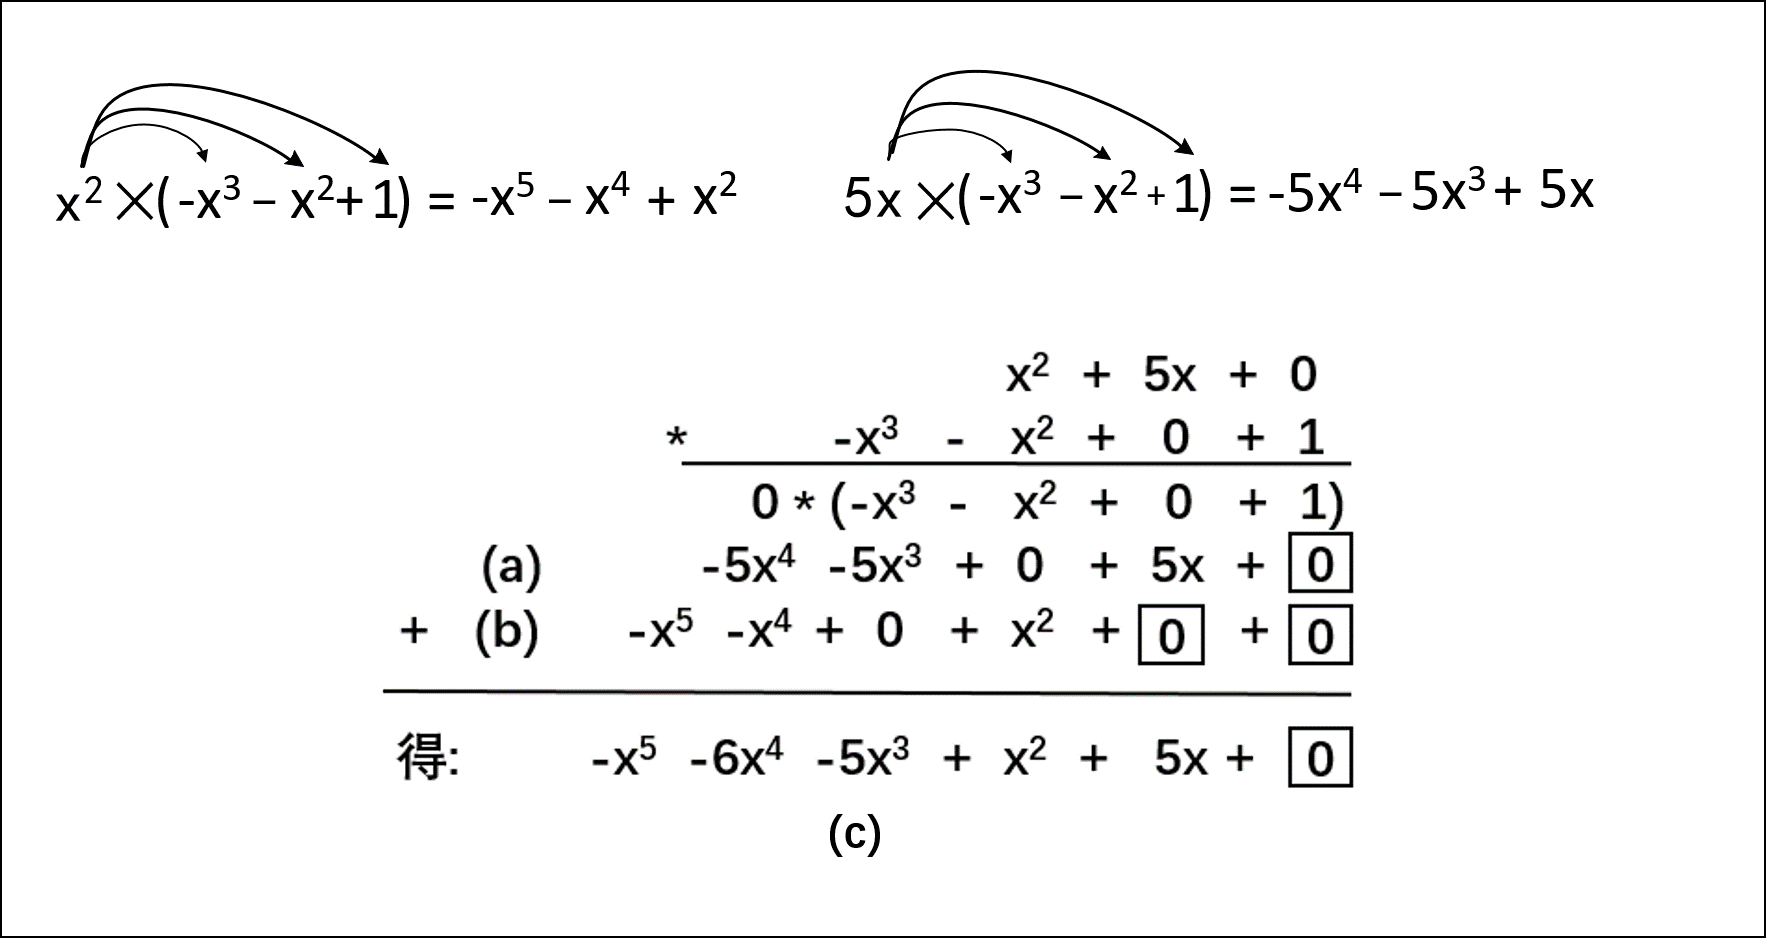 x² ×(-x³ – x²+1) = -x⁵ – x⁴ + x²
5x ×(-x³ – x² + 1) = -5x⁴ – 5x³ + 5x
x² + 5x + 0
* -x³ - x² + 0 + 1
0 * (-x³ - x² + 0 + 1)
(a) -5x⁴ -5x³ + 0 + 5x + 0
+ (b) -x⁵ -x⁴ + 0 + x² + 0 + 0
得: -x⁵ -6x⁴ -5x³ + x² + 5x + 0
(c)